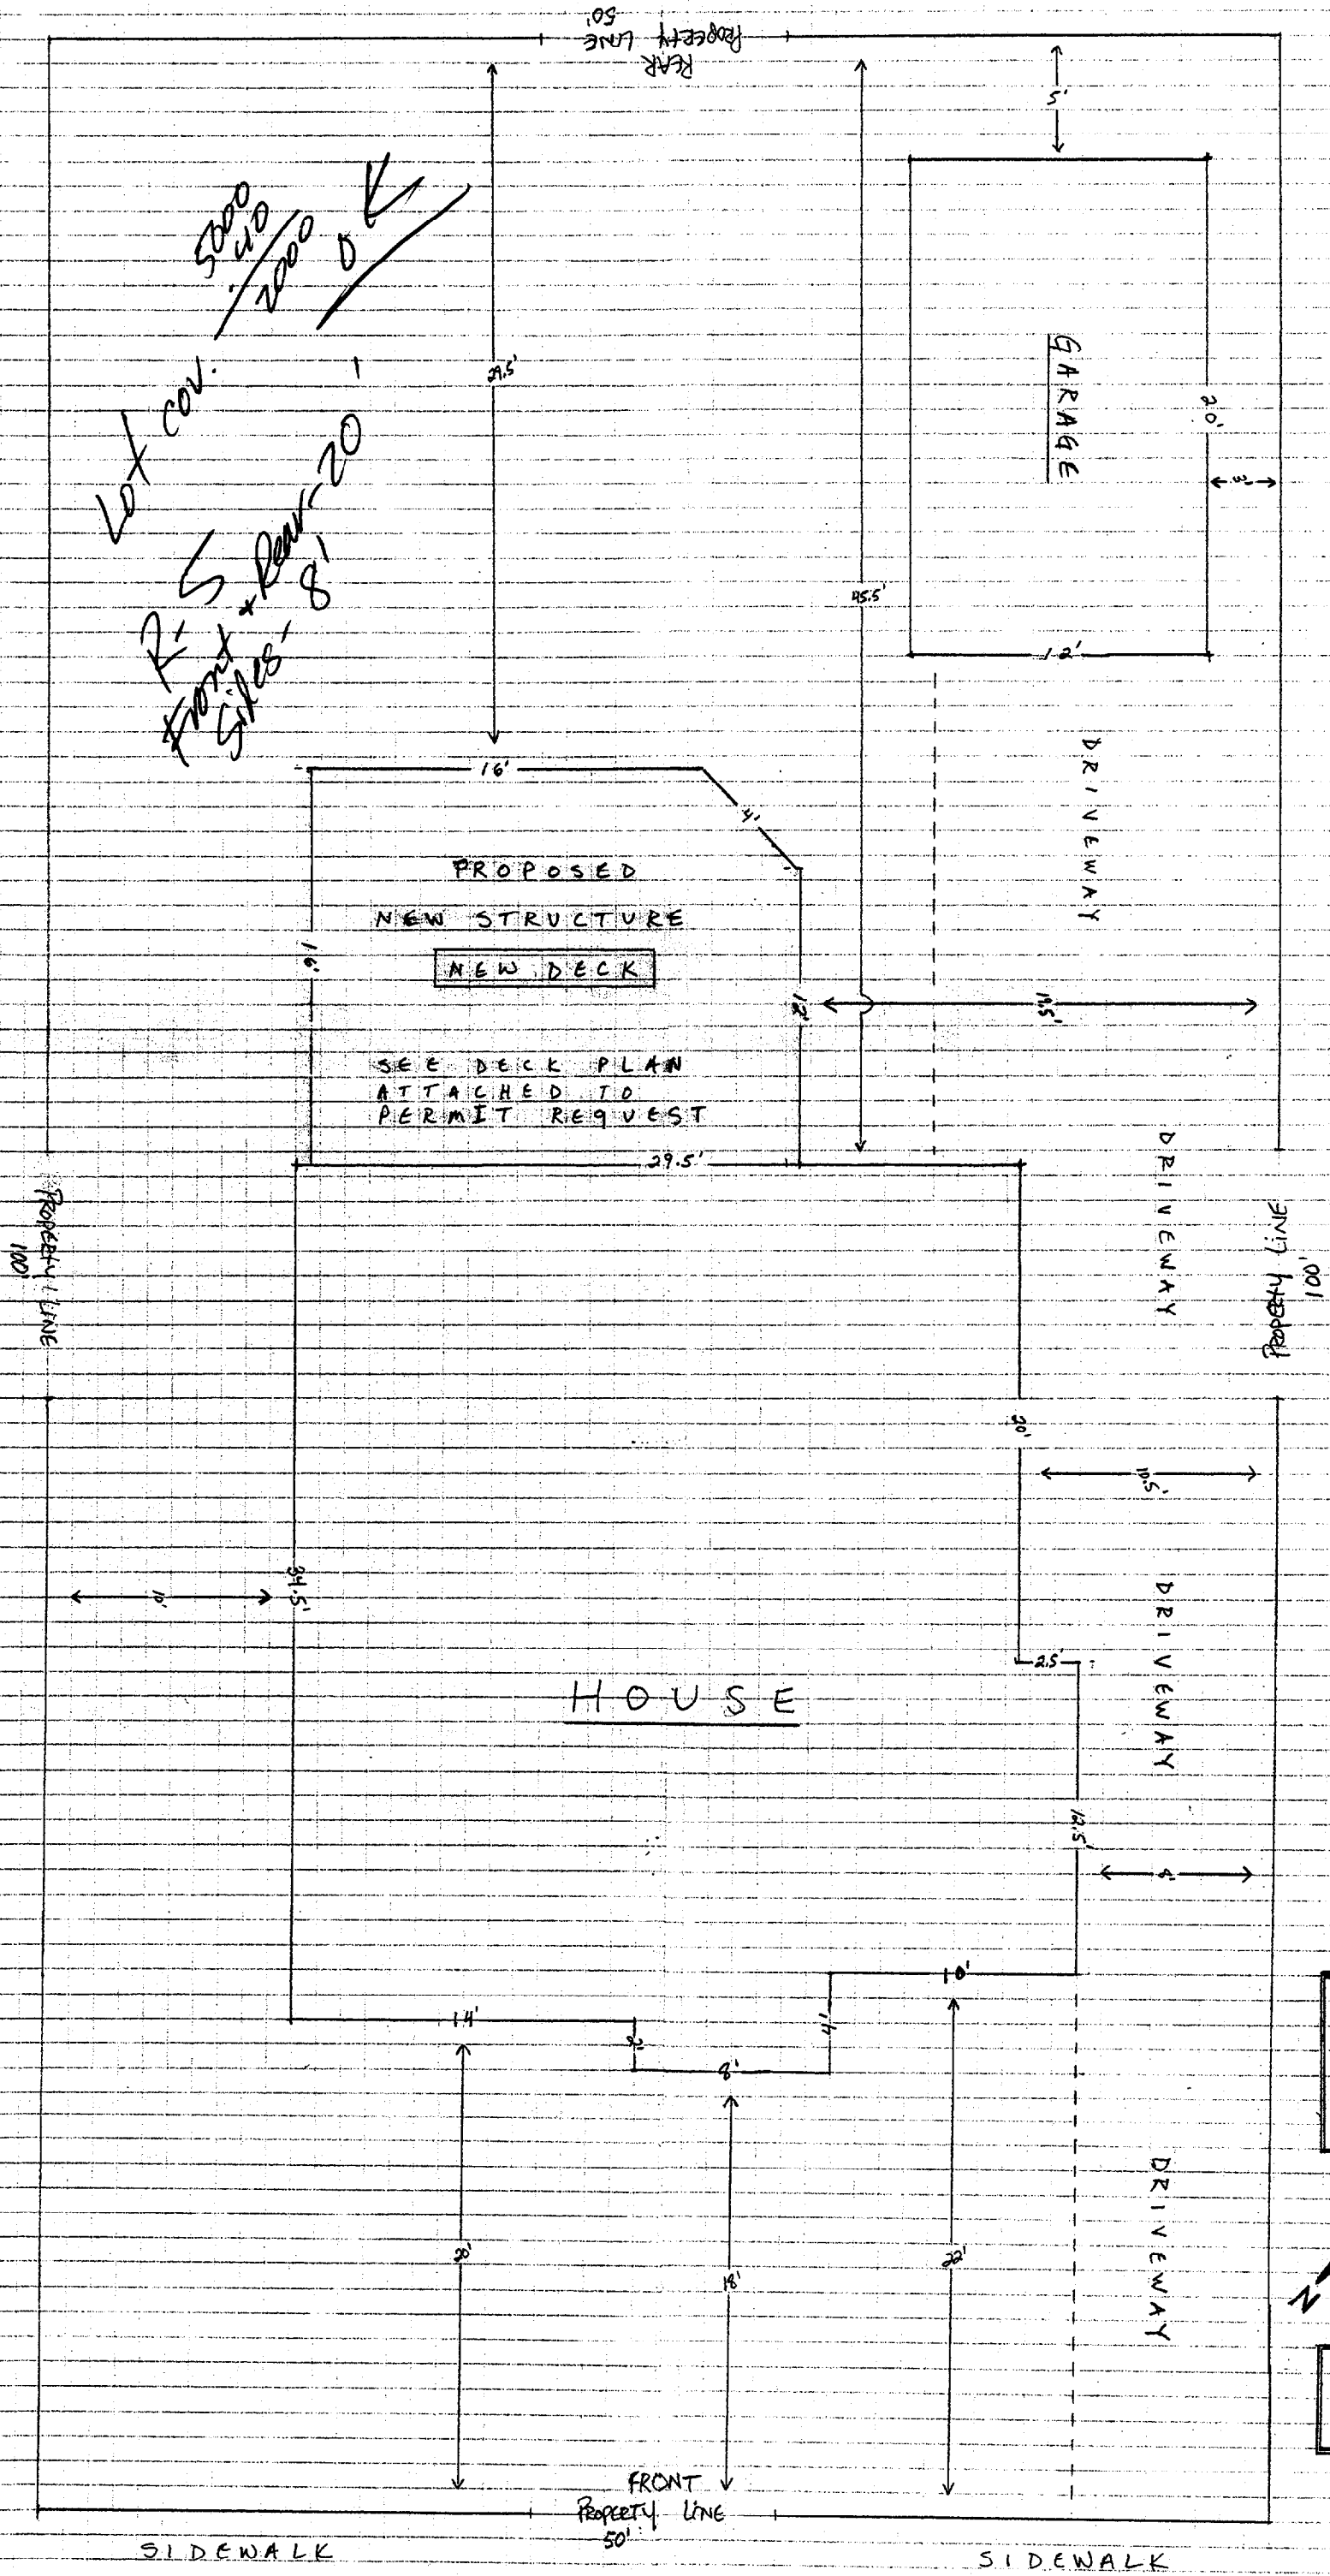 REAR
PROPERTY LINE
50'
5'
5000
.40
2000
OK
Lot cov.
R-5
Front + Rear - 20
Sides - 8'
29.5'
GARAGE
20'
3'
45.5'
12'
DRIVEWAY
16'
4'
PROPOSED
NEW STRUCTURE
NEW DECK
16'
12'
19.5'
SEE DECK PLAN
ATTACHED TO
PERMIT REQUEST
29.5'
DRIVEWAY
PROPERTY LINE
100'
PROPERTY LINE
100'
20'
10.5'
10'
34.5'
DRIVEWAY
2.5'
HOUSE
12.5'
8'
10'
14'
2'
4'
8'
DRIVEWAY
20'
18'
22'
N
FRONT
PROPERTY LINE
50'
SIDEWALK
SIDEWALK